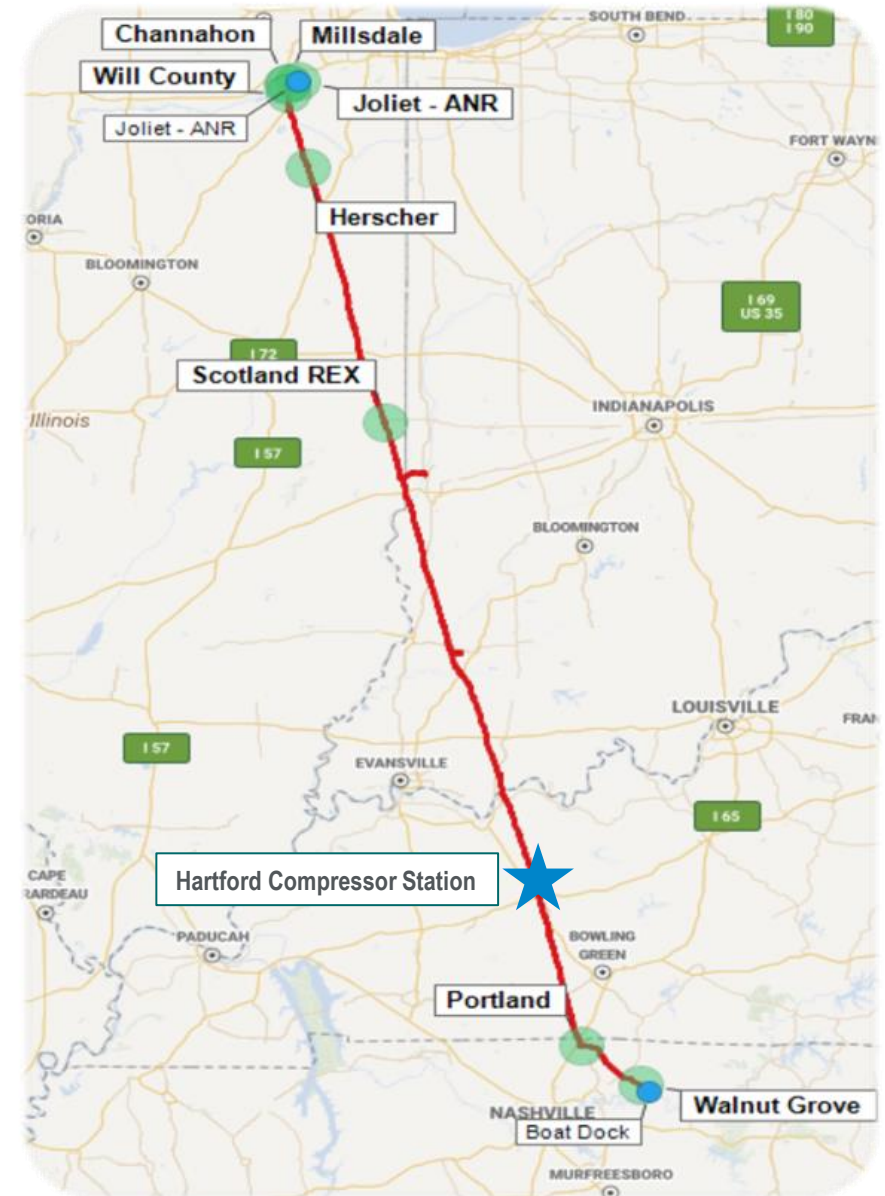 SOUTH BEND
I 80
I 90
Channahon
Millsdale
Will County
Joliet - ANR
Joliet - ANR
FORT WAYN
Herscher
ORIA
BLOOMINGTON
I 69
US 35
I 72
Scotland REX
INDIANAPOLIS
Illinois
I 57
BLOOMINGTON
LOUISVILLE
FRAN
I 57
EVANSVILLE
I 65
Hartford Compressor Station
CAPE
RARDEAU
PADUCAH
BOWLING
GREEN
Portland
Walnut Grove
NASHVILLE
Boat Dock
MURFREESBORO